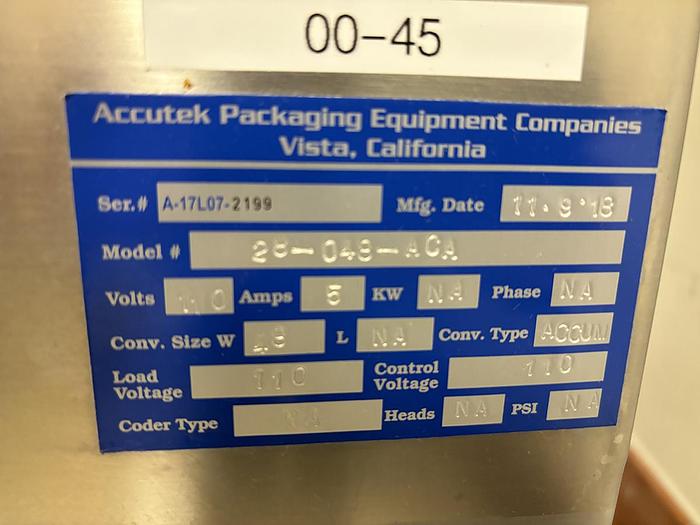 00-45
Accutek Packaging Equipment Companies
Vista, California
Ser.# A-17L07-2199 Mfg. Date 11·9·18
Model # 28-048-ACA
Volts 110 Amps 5 KW NA Phase NA
Conv. Size W 48 L NA Conv. Type ACCUM
Load Voltage 110 Control Voltage 110
Coder Type NA Heads NA PSI NA